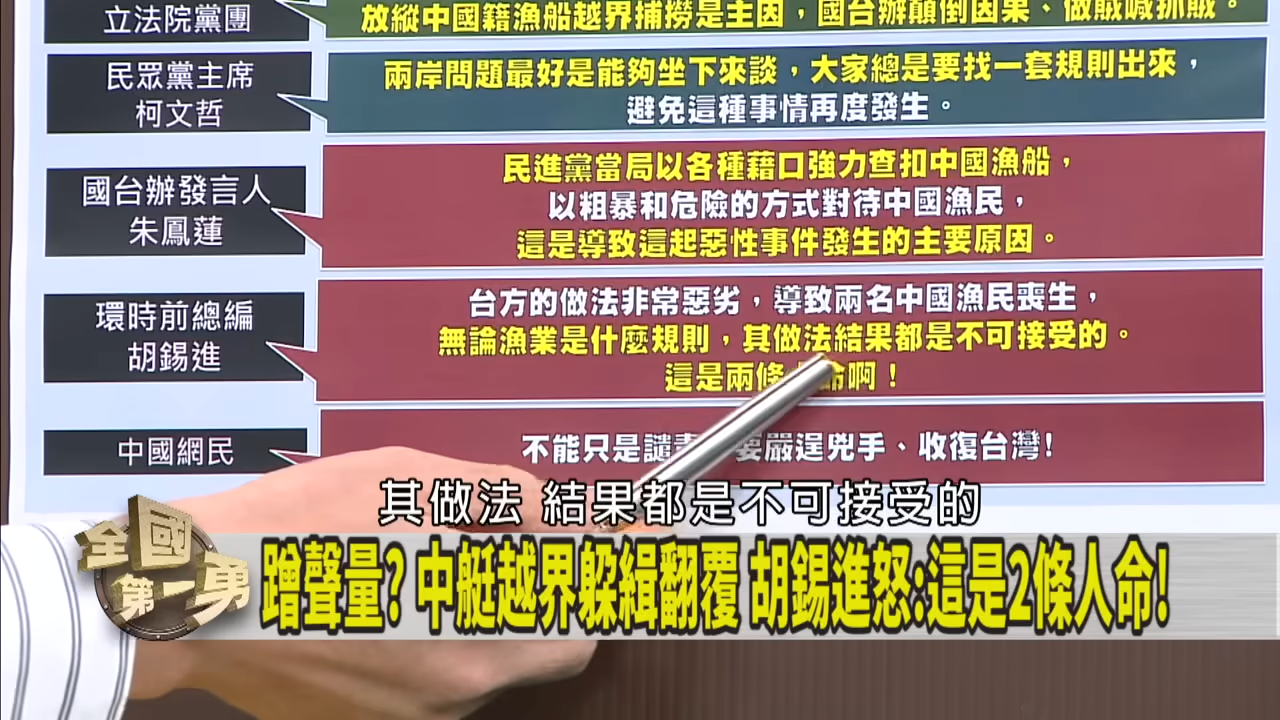 立法院黨團
放縱中國籍漁船越界捕撈是主因，國台辦顛倒因果、做賊喊抓賊。
民眾黨主席
柯文哲
兩岸問題最好是能夠坐下來談，大家總是要找一套規則出來，
避免這種事情再度發生。
國台辦發言人
朱鳳蓮
民進黨當局以各種藉口強力查扣中國漁船，
以粗暴和危險的方式對待中國漁民，
這是導致這起惡性事件發生的主要原因。
環時前總編
胡錫進
台方的做法非常惡劣，導致兩名中國漁民喪生，
無論漁業是什麼規則，其做法結果都是不可接受的。
這是兩條 命啊！
中國網民
不能只是譴 要嚴逞兇手、收復台灣！
其做法 結果都是不可接受的
全國第一勇
蹭聲量？中艇越界躲緝翻覆 胡錫進怒：這是2條人命！